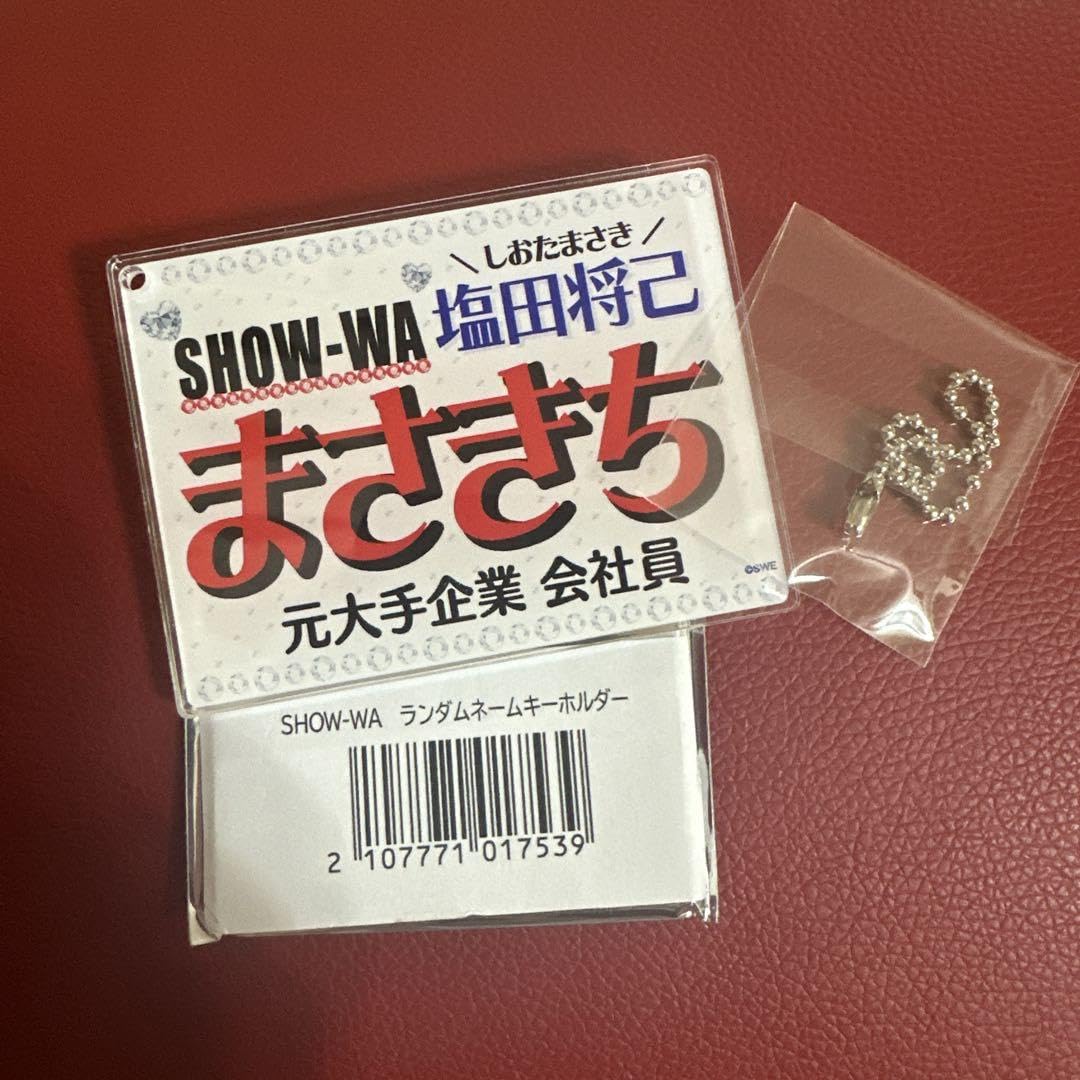 しおたまさき
SHOW-WA 塩田将己
まさきち
元大手企業 会社員
©SWE
SHOW-WA ランダムネームキーホルダー
2 107771 017539